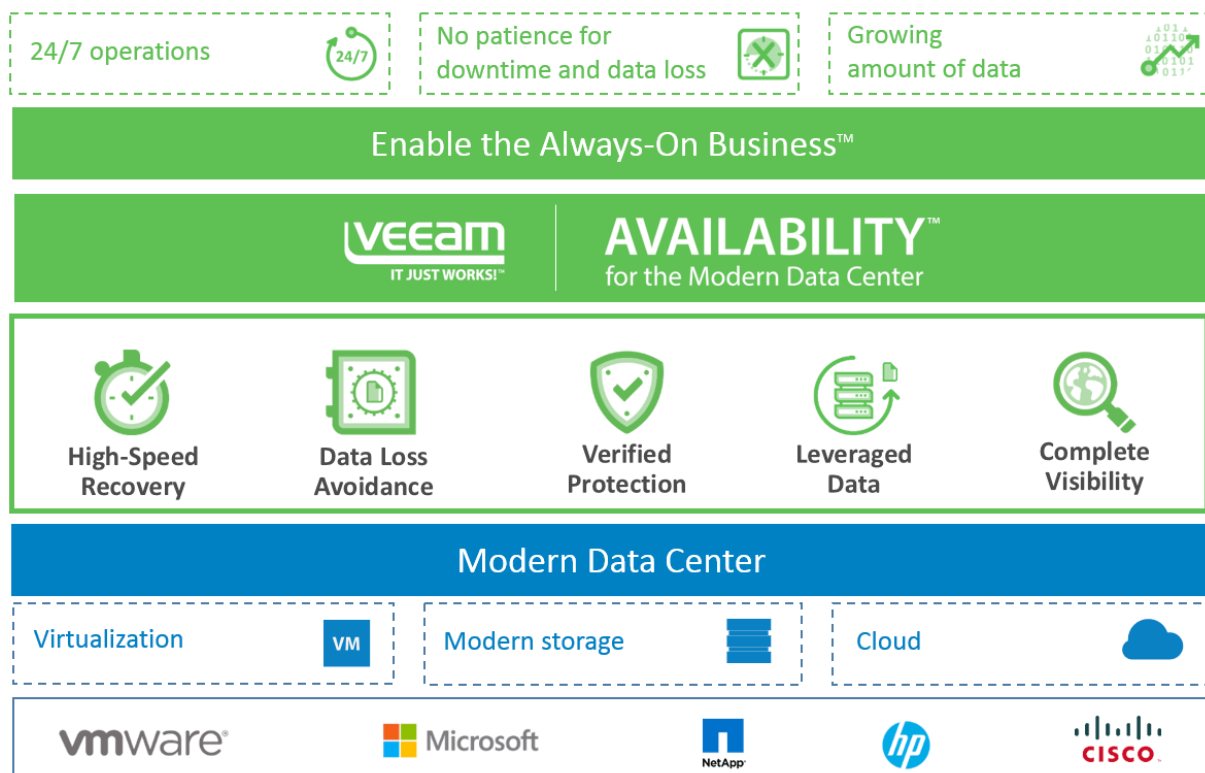 24/7 operations
24/7
No patience for
downtime and data loss
Growing
amount of data
Enable the Always-On Business™
veeam
IT JUST WORKS!™
AVAILABILITY™
for the Modern Data Center
High-Speed
Recovery
Data Loss
Avoidance
Verified
Protection
Leveraged
Data
Complete
Visibility
Modern Data Center
Virtualization
VM
Modern storage
Cloud
vmware®
Microsoft
NetApp
hp
CISCO